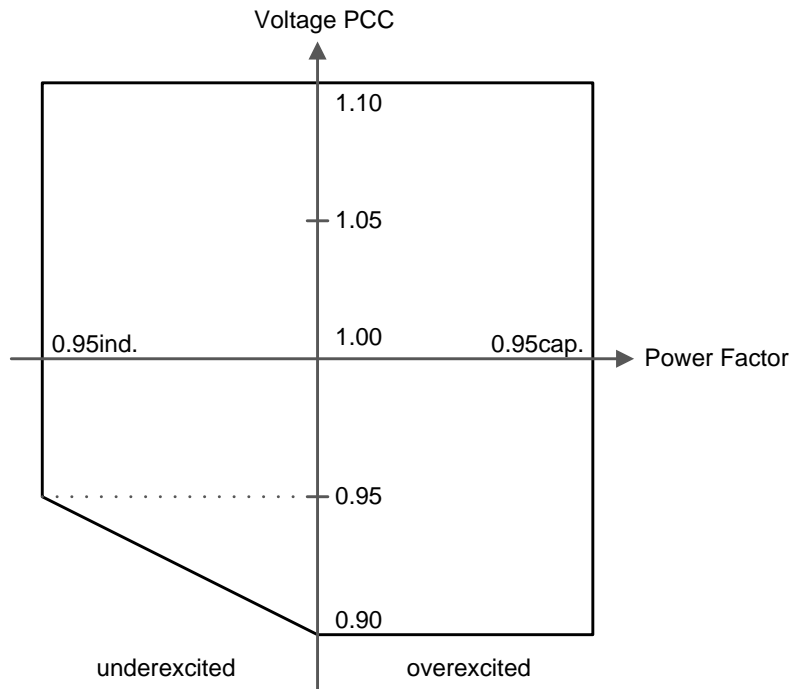 Voltage PCC
1.10
1.05
1.00
0.95ind.
0.95cap.
Power Factor
0.95
0.90
underexcited
overexcited